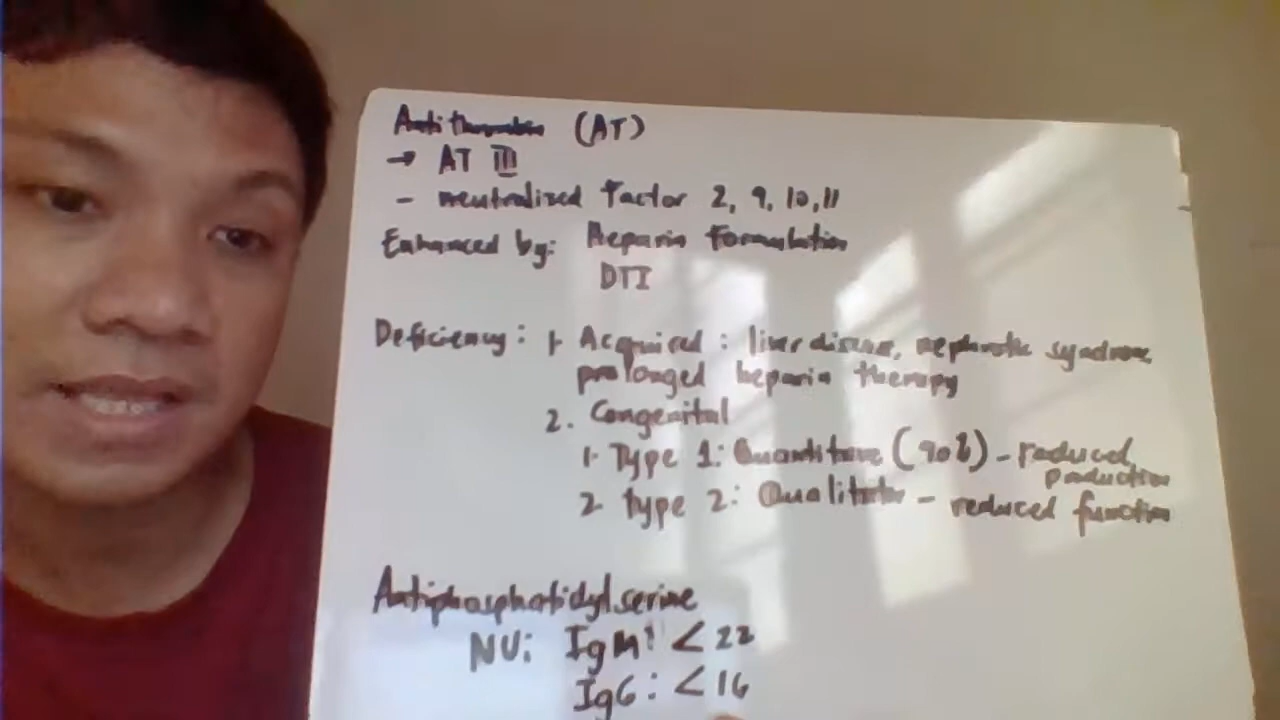 Antithrombin (AT)
→ AT III
- neutralized factor 2, 9, 10, 11
Enhanced by: Heparin Formulation
DTI
Deficiency: 1. Acquired: liver disease, nephrotic syndrome
prolonged heparin therapy
2. Congenital
1. Type 1: Quantitative (90%) - reduced
production
2. type 2: Qualitative - reduced function
Antiphosphatidylserine
NV: IgM: < 22
IgG: < 16